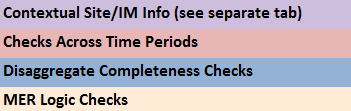 Contextual Site/IM Info (see separate tab)
Checks Across Time Periods
Disaggregate Completeness Checks
MER Logic Checks